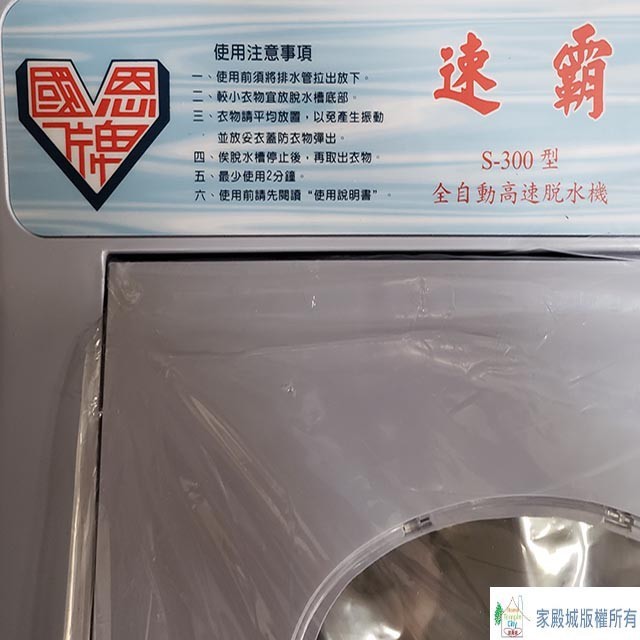 國恩牌
使用注意事項
一、使用前須將排水管拉出放下。
二、較小衣物宜放脫水槽底部。
三、衣物請平均放置，以免產生振動
並放妥衣蓋防衣物彈出。
四、俟脫水槽停止後，再取出衣物。
五、最少使用2分鐘。
六、使用前請先閱讀"使用說明書"。
速霸
S-300 型
全自動高速脫水機
Home
Temple
City
家殿城版權所有